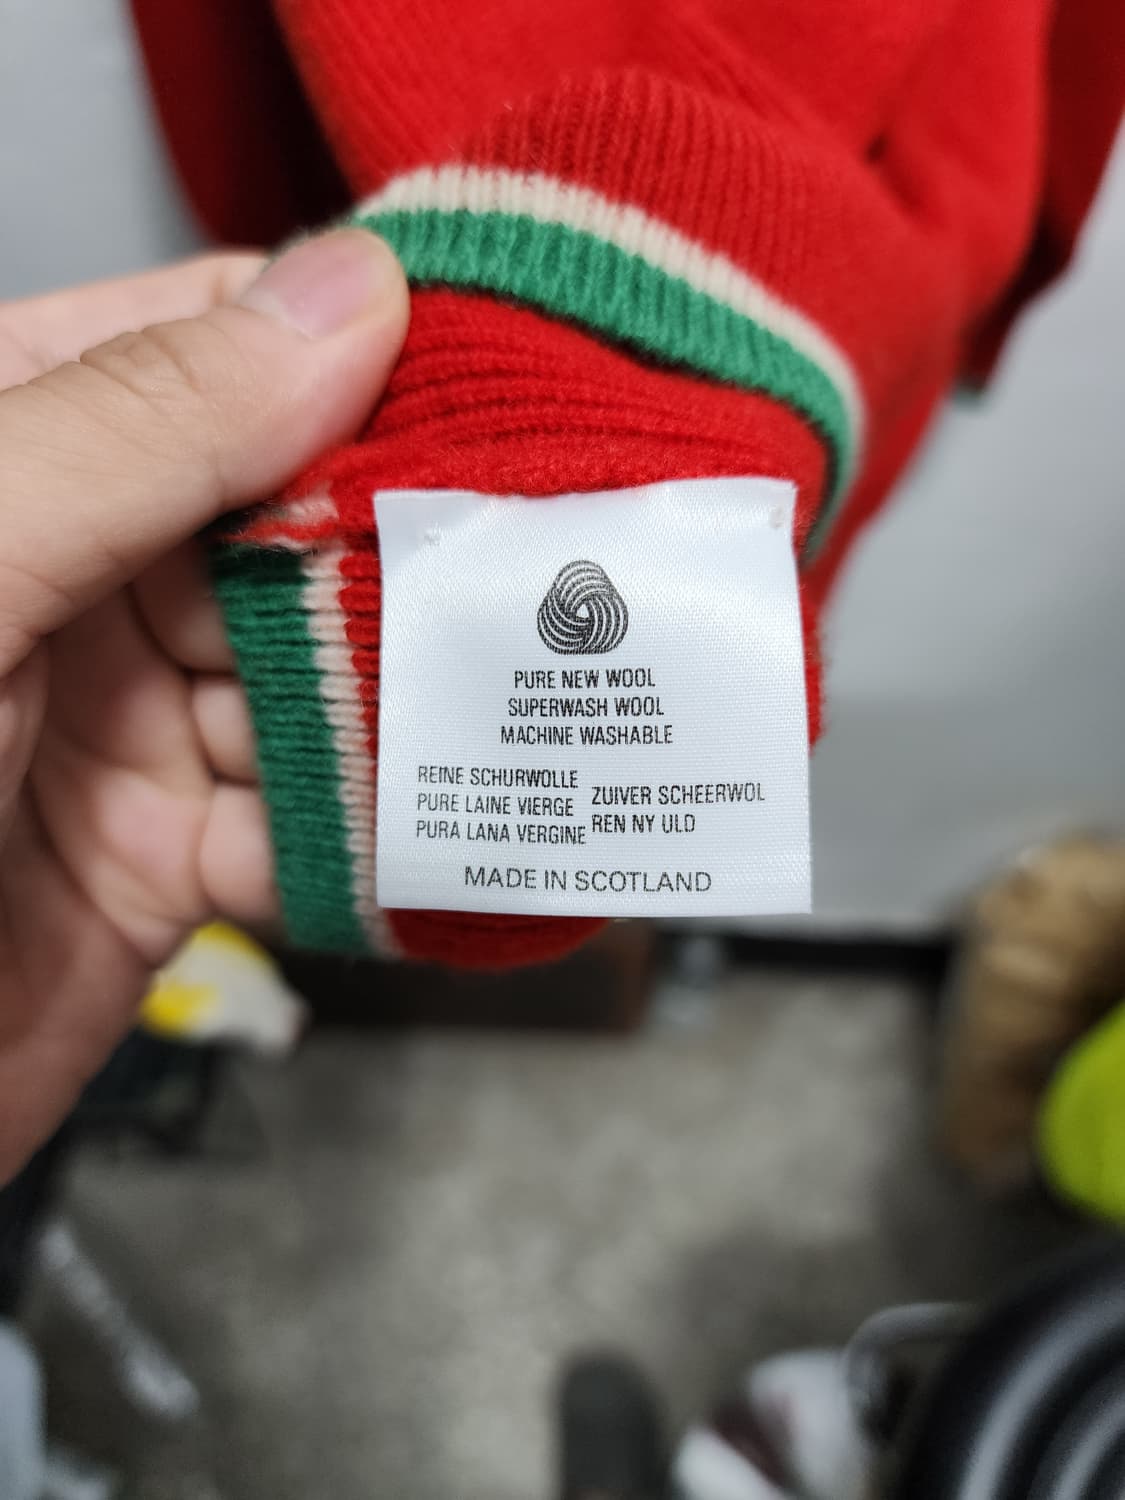 PURE NEW WOOL
SUPERWASH WOOL
MACHINE WASHABLE
REINE SCHURWOLLE
PURE LAINE VIERGE
PURA LANA VERGINE
ZUIVER SCHEERWOL
REN NY ULD
MADE IN SCOTLAND